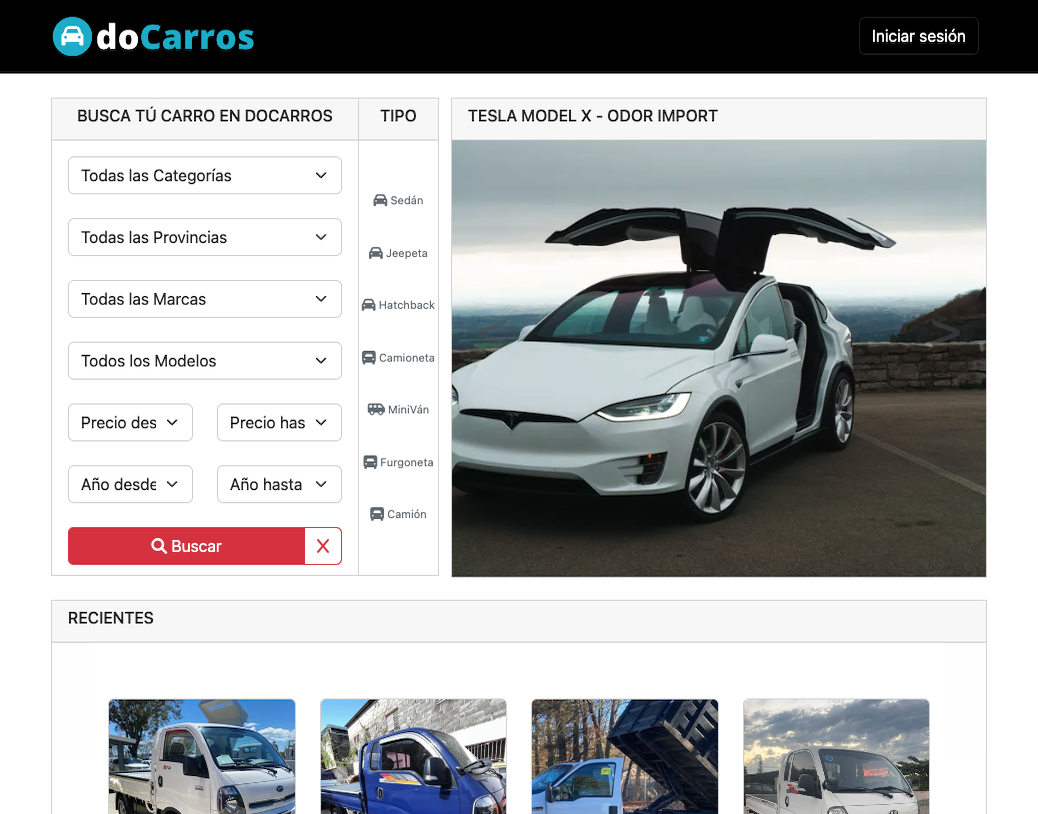 doCarros
Iniciar sesión
BUSCA TÚ CARRO EN DOCARROS
TIPO
TESLA MODEL X - ODOR IMPORT
Todas las Categorías
Todas las Provincias
Todas las Marcas
Todos los Modelos
Precio des
Precio has
Año desde
Año hasta
Buscar
X
Sedán
Jeepeta
Hatchback
Camioneta
MiniVán
Furgoneta
Camión
RECIENTES